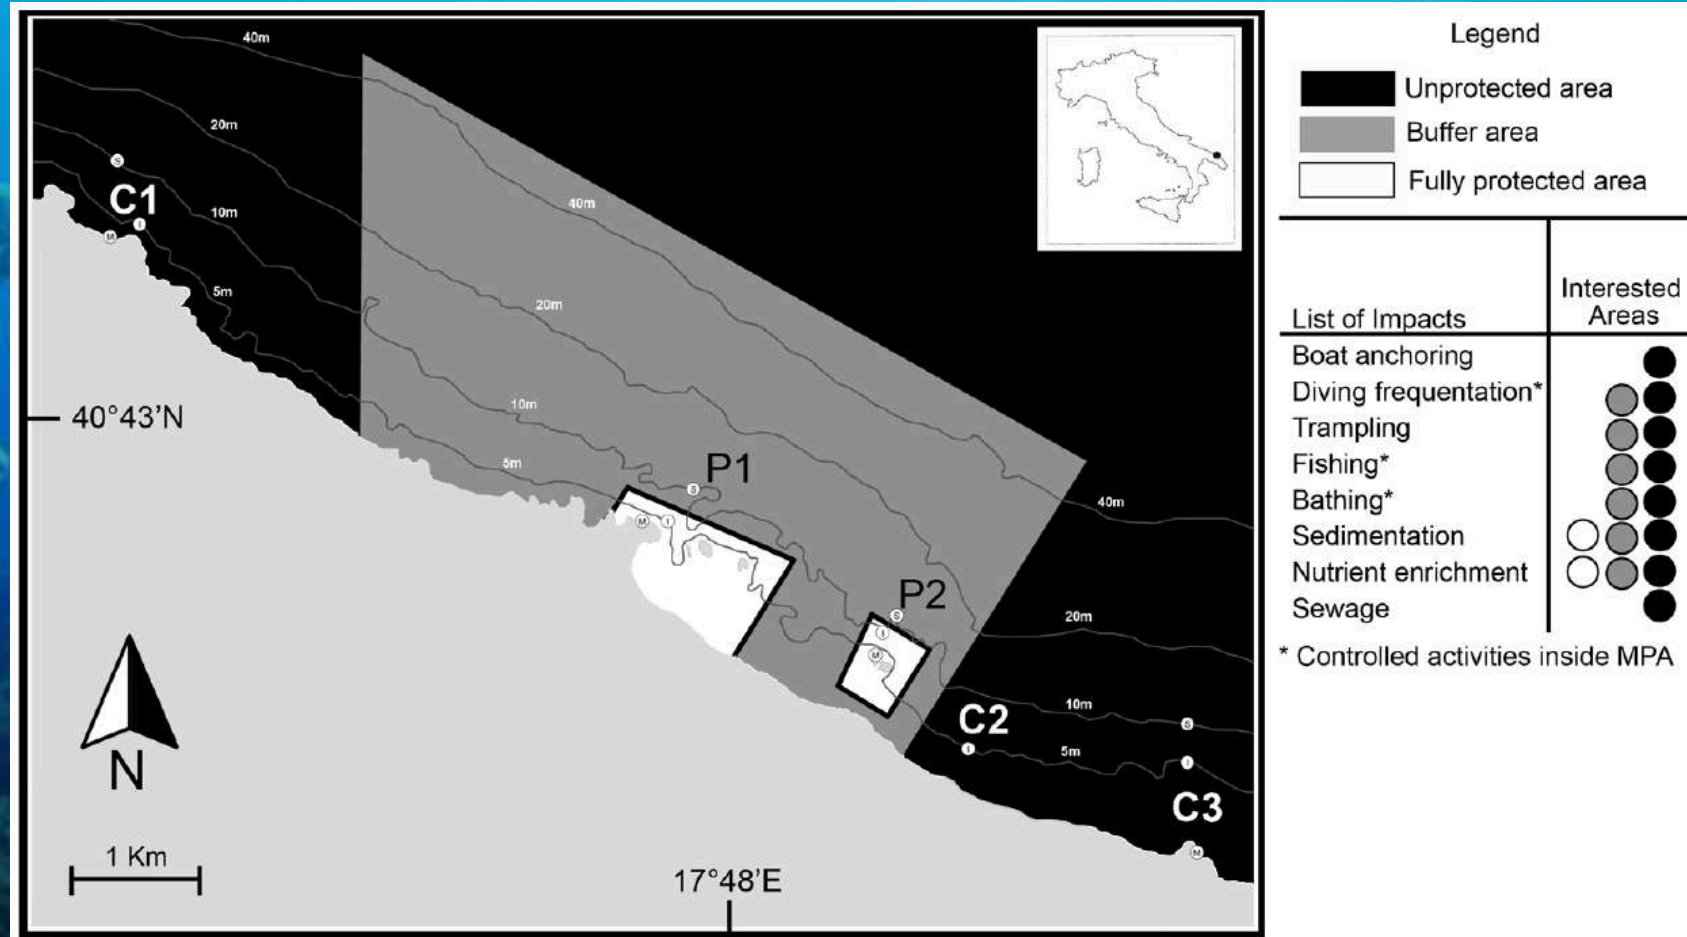 40m
20m
S
C1
10m
I
M
5m
40m
20m
10m
5m
40°43'N
P1
S
M
I
40m
P2
S
I
M
20m
C2
10m
S
I
5m
I
C3
M
N
1 Km
17°48'E
Legend
Unprotected area
Buffer area
Fully protected area
List of Impacts
Interested
Areas
Boat anchoring
Diving frequentation*
Trampling
Fishing*
Bathing*
Sedimentation
Nutrient enrichment
Sewage
* Controlled activities inside MPA